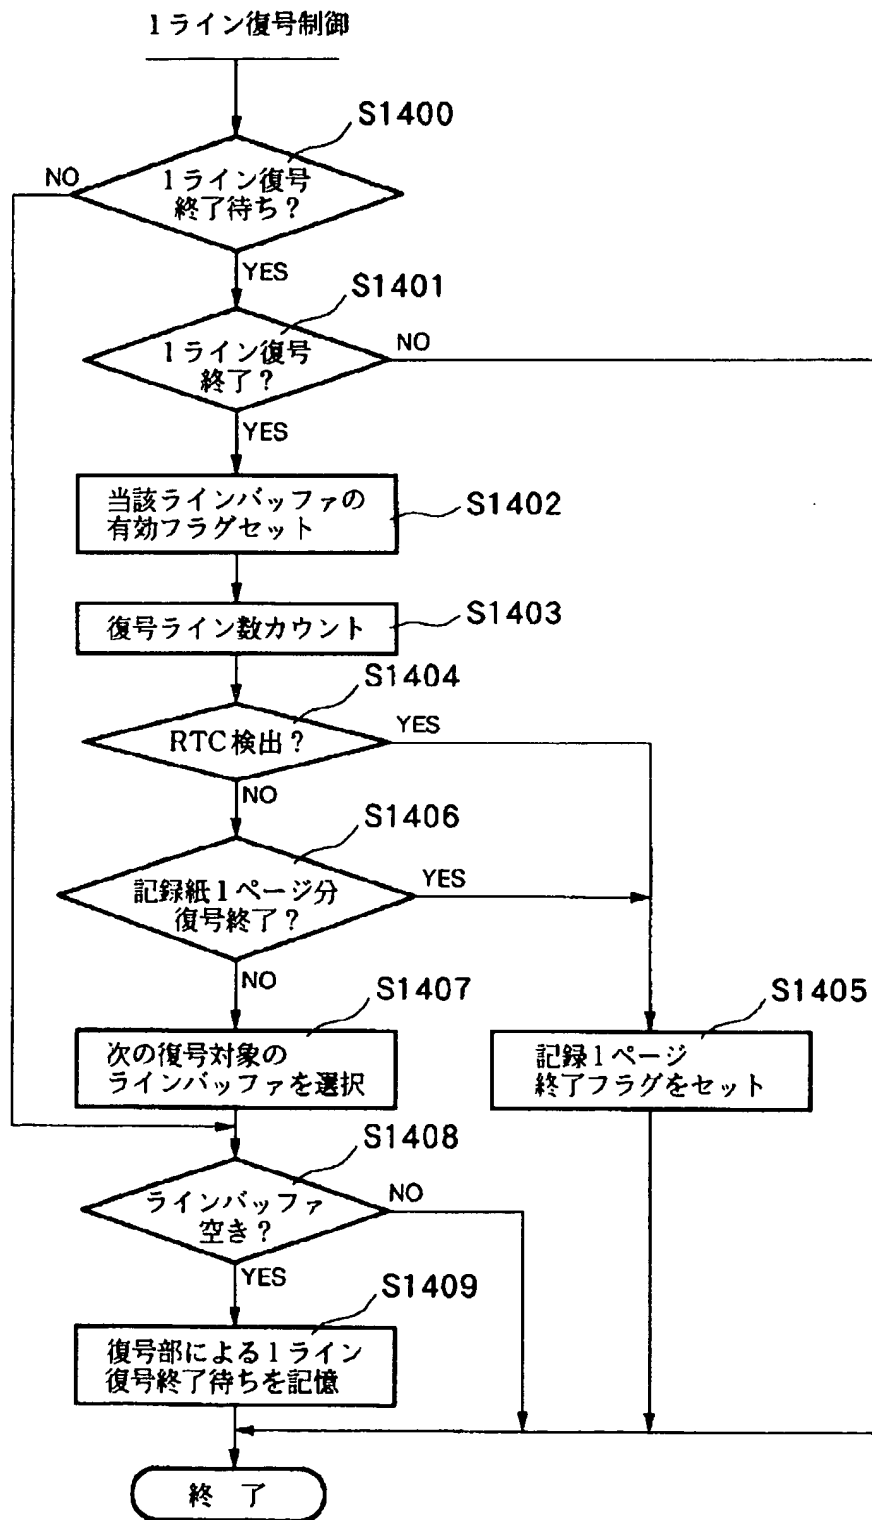 1ライン復号制御
S1400
NO
1ライン復号
終了待ち?
YES
S1401
1ライン復号
終了?
NO
YES
当該ラインバッファの
有効フラグセット
S1402
復号ライン数カウント
S1403
S1404
RTC検出?
YES
NO
S1406
記録紙1ページ分
復号終了?
YES
NO
S1407
次の復号対象の
ラインバッファを選択
S1405
記録1ページ
終了フラグをセット
S1408
ラインバッファ
空き?
NO
YES
S1409
復号部による1ライン
復号終了待ちを記憶
終了